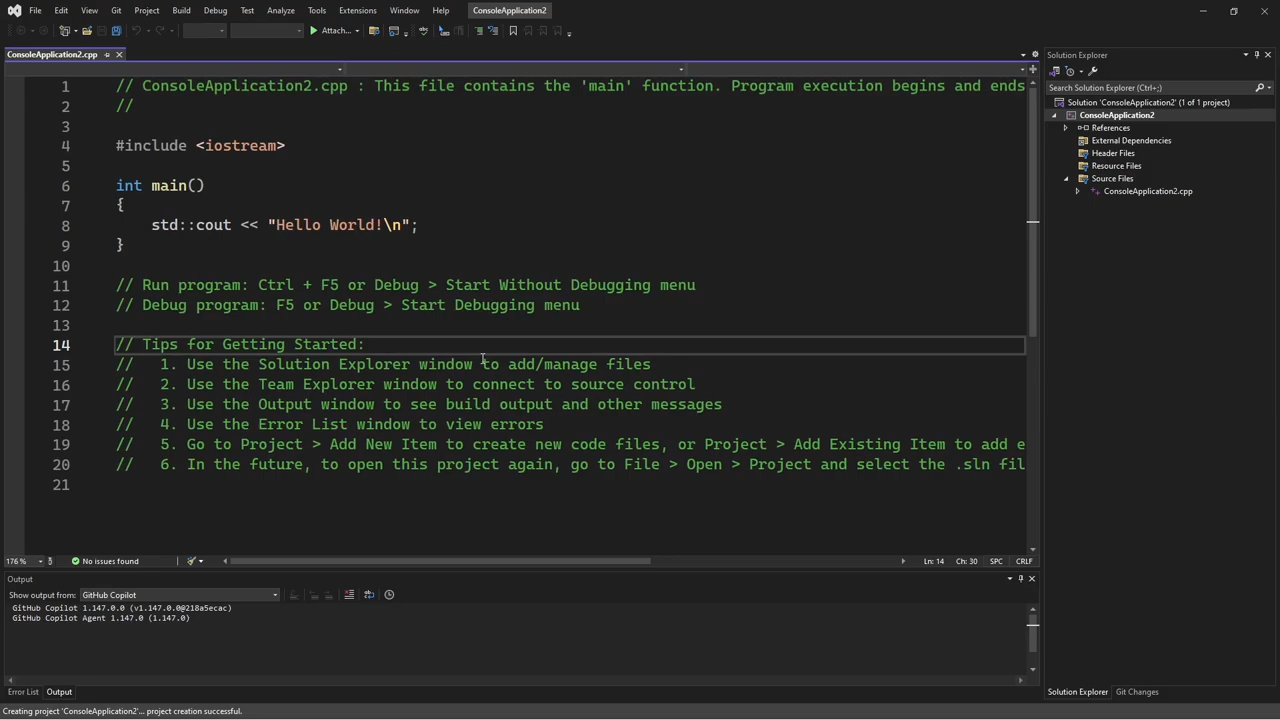 File Edit View Git Project Build Debug Test Analyze Tools Extensions Window Help ConsoleApplication2
Attach...
ConsoleApplication2.cpp
1 // ConsoleApplication2.cpp : This file contains the 'main' function. Program execution begins and ends
2 //
3
4 #include <iostream>
5
6 int main()
7 {
8 std::cout << "Hello World!\n";
9 }
10
11 // Run program: Ctrl + F5 or Debug > Start Without Debugging menu
12 // Debug program: F5 or Debug > Start Debugging menu
13
14 // Tips for Getting Started:
15 // 1. Use the Solution Explorer window to add/manage files
16 // 2. Use the Team Explorer window to connect to source control
17 // 3. Use the Output window to see build output and other messages
18 // 4. Use the Error List window to view errors
19 // 5. Go to Project > Add New Item to create new code files, or Project > Add Existing Item to add e
20 // 6. In the future, to open this project again, go to File > Open > Project and select the .sln fil
21
176 % No issues found Ln: 14 Ch: 30 SPC CRLF
Output
Show output from: GitHub Copilot
GitHub Copilot 1.147.0.0 (v1.147.0.0@218a5ecac)
GitHub Copilot Agent 1.147.0 (1.147.0)
Error List Output
Creating project 'ConsoleApplication2'... project creation successful.
Solution Explorer
Search Solution Explorer (Ctrl+;)
Solution 'ConsoleApplication2' (1 of 1 project)
ConsoleApplication2
References
External Dependencies
Header Files
Resource Files
Source Files
ConsoleApplication2.cpp
Solution Explorer Git Changes